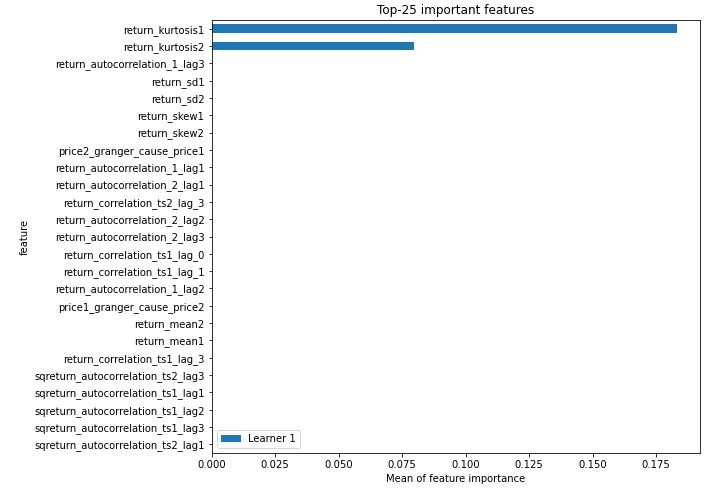 Top-25 important features
return_kurtosis1
return_kurtosis2
return_autocorrelation_1_lag3
return_sd1
return_sd2
return_skew1
return_skew2
price2_granger_cause_price1
return_autocorrelation_1_lag1
return_autocorrelation_2_lag1
return_correlation_ts2_lag_3
return_autocorrelation_2_lag2
return_autocorrelation_2_lag3
return_correlation_ts1_lag_0
return_correlation_ts1_lag_1
return_autocorrelation_1_lag2
price1_granger_cause_price2
return_mean2
return_mean1
return_correlation_ts1_lag_3
sqreturn_autocorrelation_ts2_lag3
sqreturn_autocorrelation_ts1_lag1
sqreturn_autocorrelation_ts1_lag2
sqreturn_autocorrelation_ts1_lag3
sqreturn_autocorrelation_ts2_lag1
feature
Learner 1
0.000 0.025 0.050 0.075 0.100 0.125 0.150 0.175
Mean of feature importance